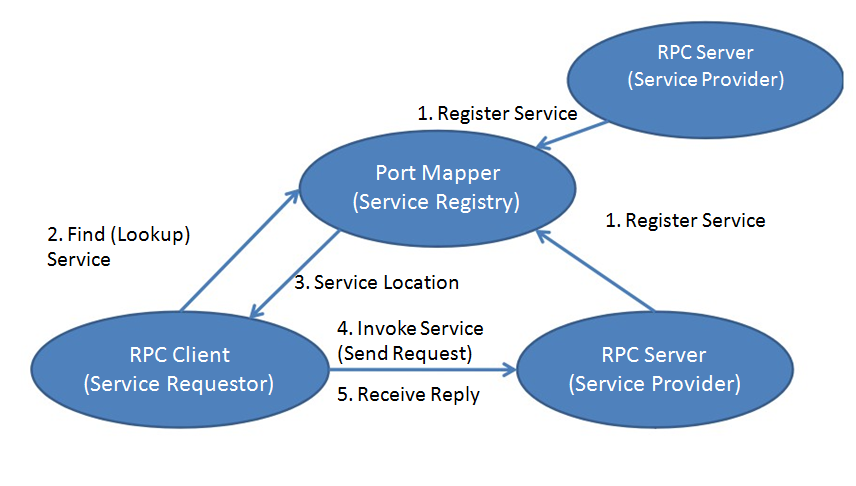 RPC Server
(Service Provider)
1. Register Service
Port Mapper
(Service Registry)
1. Register Service
2. Find (Lookup)
Service
3. Service Location
4. Invoke Service
(Send Request)
RPC Client
(Service Requestor)
RPC Server
(Service Provider)
5. Receive Reply